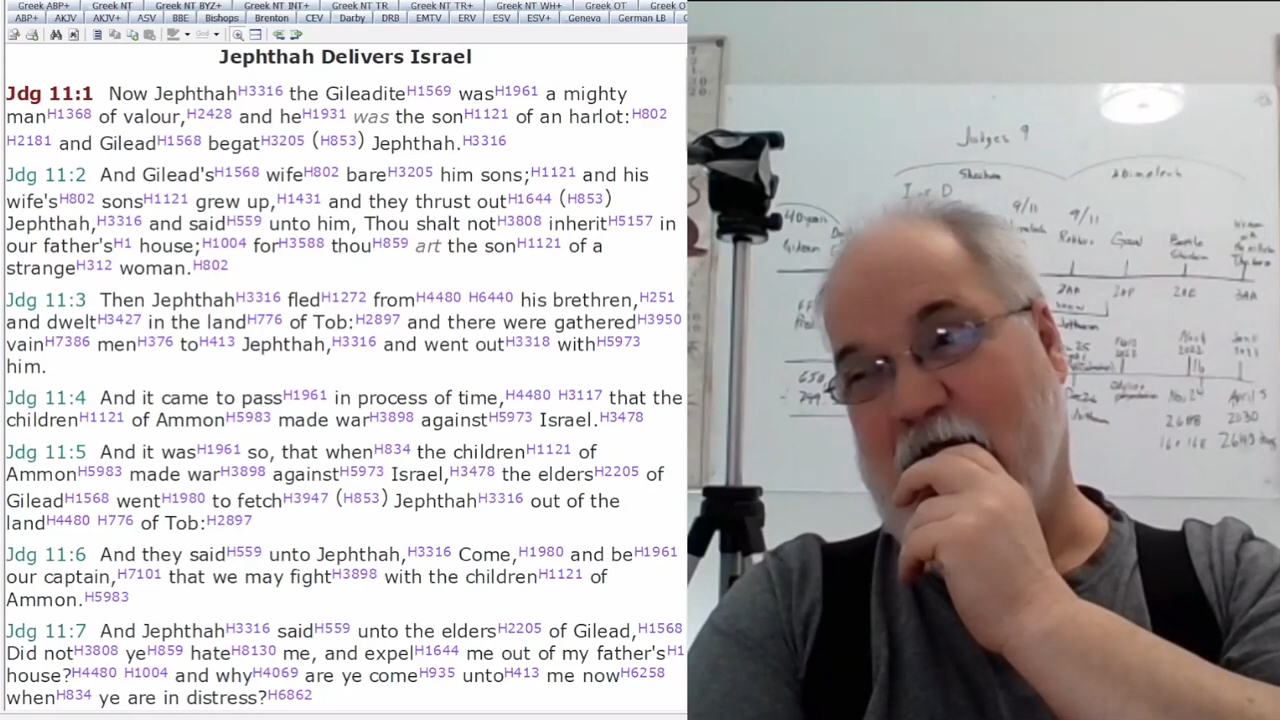 Greek ABP+ Greek NT Greek NT BYZ+ Greek NT INT+ Greek NT TR Greek NT TR+ Greek NT WH+ Greek OT Greek O
ABP+ AKJV AKJV+ ASV BBE Bishops Brenton CEV Darby DRB EMTV ERV ESV ESV+ Geneva German LB
Jephthah Delivers Israel
Jdg 11:1 Now JephthahH3316 the GileaditeH1569 wasH1961 a mighty
manH1368 of valour,H2428 and heH1931 was the sonH1121 of an harlot:H802
H2181 and GileadH1568 begatH3205 (H853) Jephthah.H3316
Jdg 11:2 And Gilead'sH1568 wifeH802 bareH3205 him sons;H1121 and his
wife'sH802 sonsH1121 grew up,H1431 and they thrust outH1644 (H853)
Jephthah,H3316 and saidH559 unto him, Thou shalt notH3808 inheritH5157 in
our father'sH1 house;H1004 forH3588 thouH859 art the sonH1121 of a
strangeH312 woman.H802
Jdg 11:3 Then JephthahH3316 fledH1272 fromH4480 H6440 his brethren,H251
and dweltH3427 in the landH776 of Tob:H2897 and there were gatheredH3950
vainH7386 menH376 toH413 Jephthah,H3316 and went outH3318 withH5973
him.
Jdg 11:4 And it came to passH1961 in process of time,H4480 H3117 that the
childrenH1121 of AmmonH5983 made warH3898 againstH5973 Israel.H3478
Jdg 11:5 And it wasH1961 so, that whenH834 the childrenH1121 of
AmmonH5983 made warH3898 againstH5973 Israel,H3478 the eldersH2205 of
GileadH1568 wentH1980 to fetchH3947 (H853) JephthahH3316 out of the
landH4480 H776 of Tob:H2897
Jdg 11:6 And they saidH559 unto Jephthah,H3316 Come,H1980 and beH1961
our captain,H7101 that we may fightH3898 with the childrenH1121 of
Ammon.H5983
Jdg 11:7 And JephthahH3316 saidH559 unto the eldersH2205 of Gilead,H1568
Did notH3808 yeH859 hateH8130 me, and expelH1644 me out of my father'sH1
house?H4480 H1004 and whyH4069 are ye comeH935 untoH413 me nowH6258
whenH834 ye are in distress?H6862
Judges 9
Shechem
9/11 9/11
Gideon Gaal
2022
April 5
2688 2030